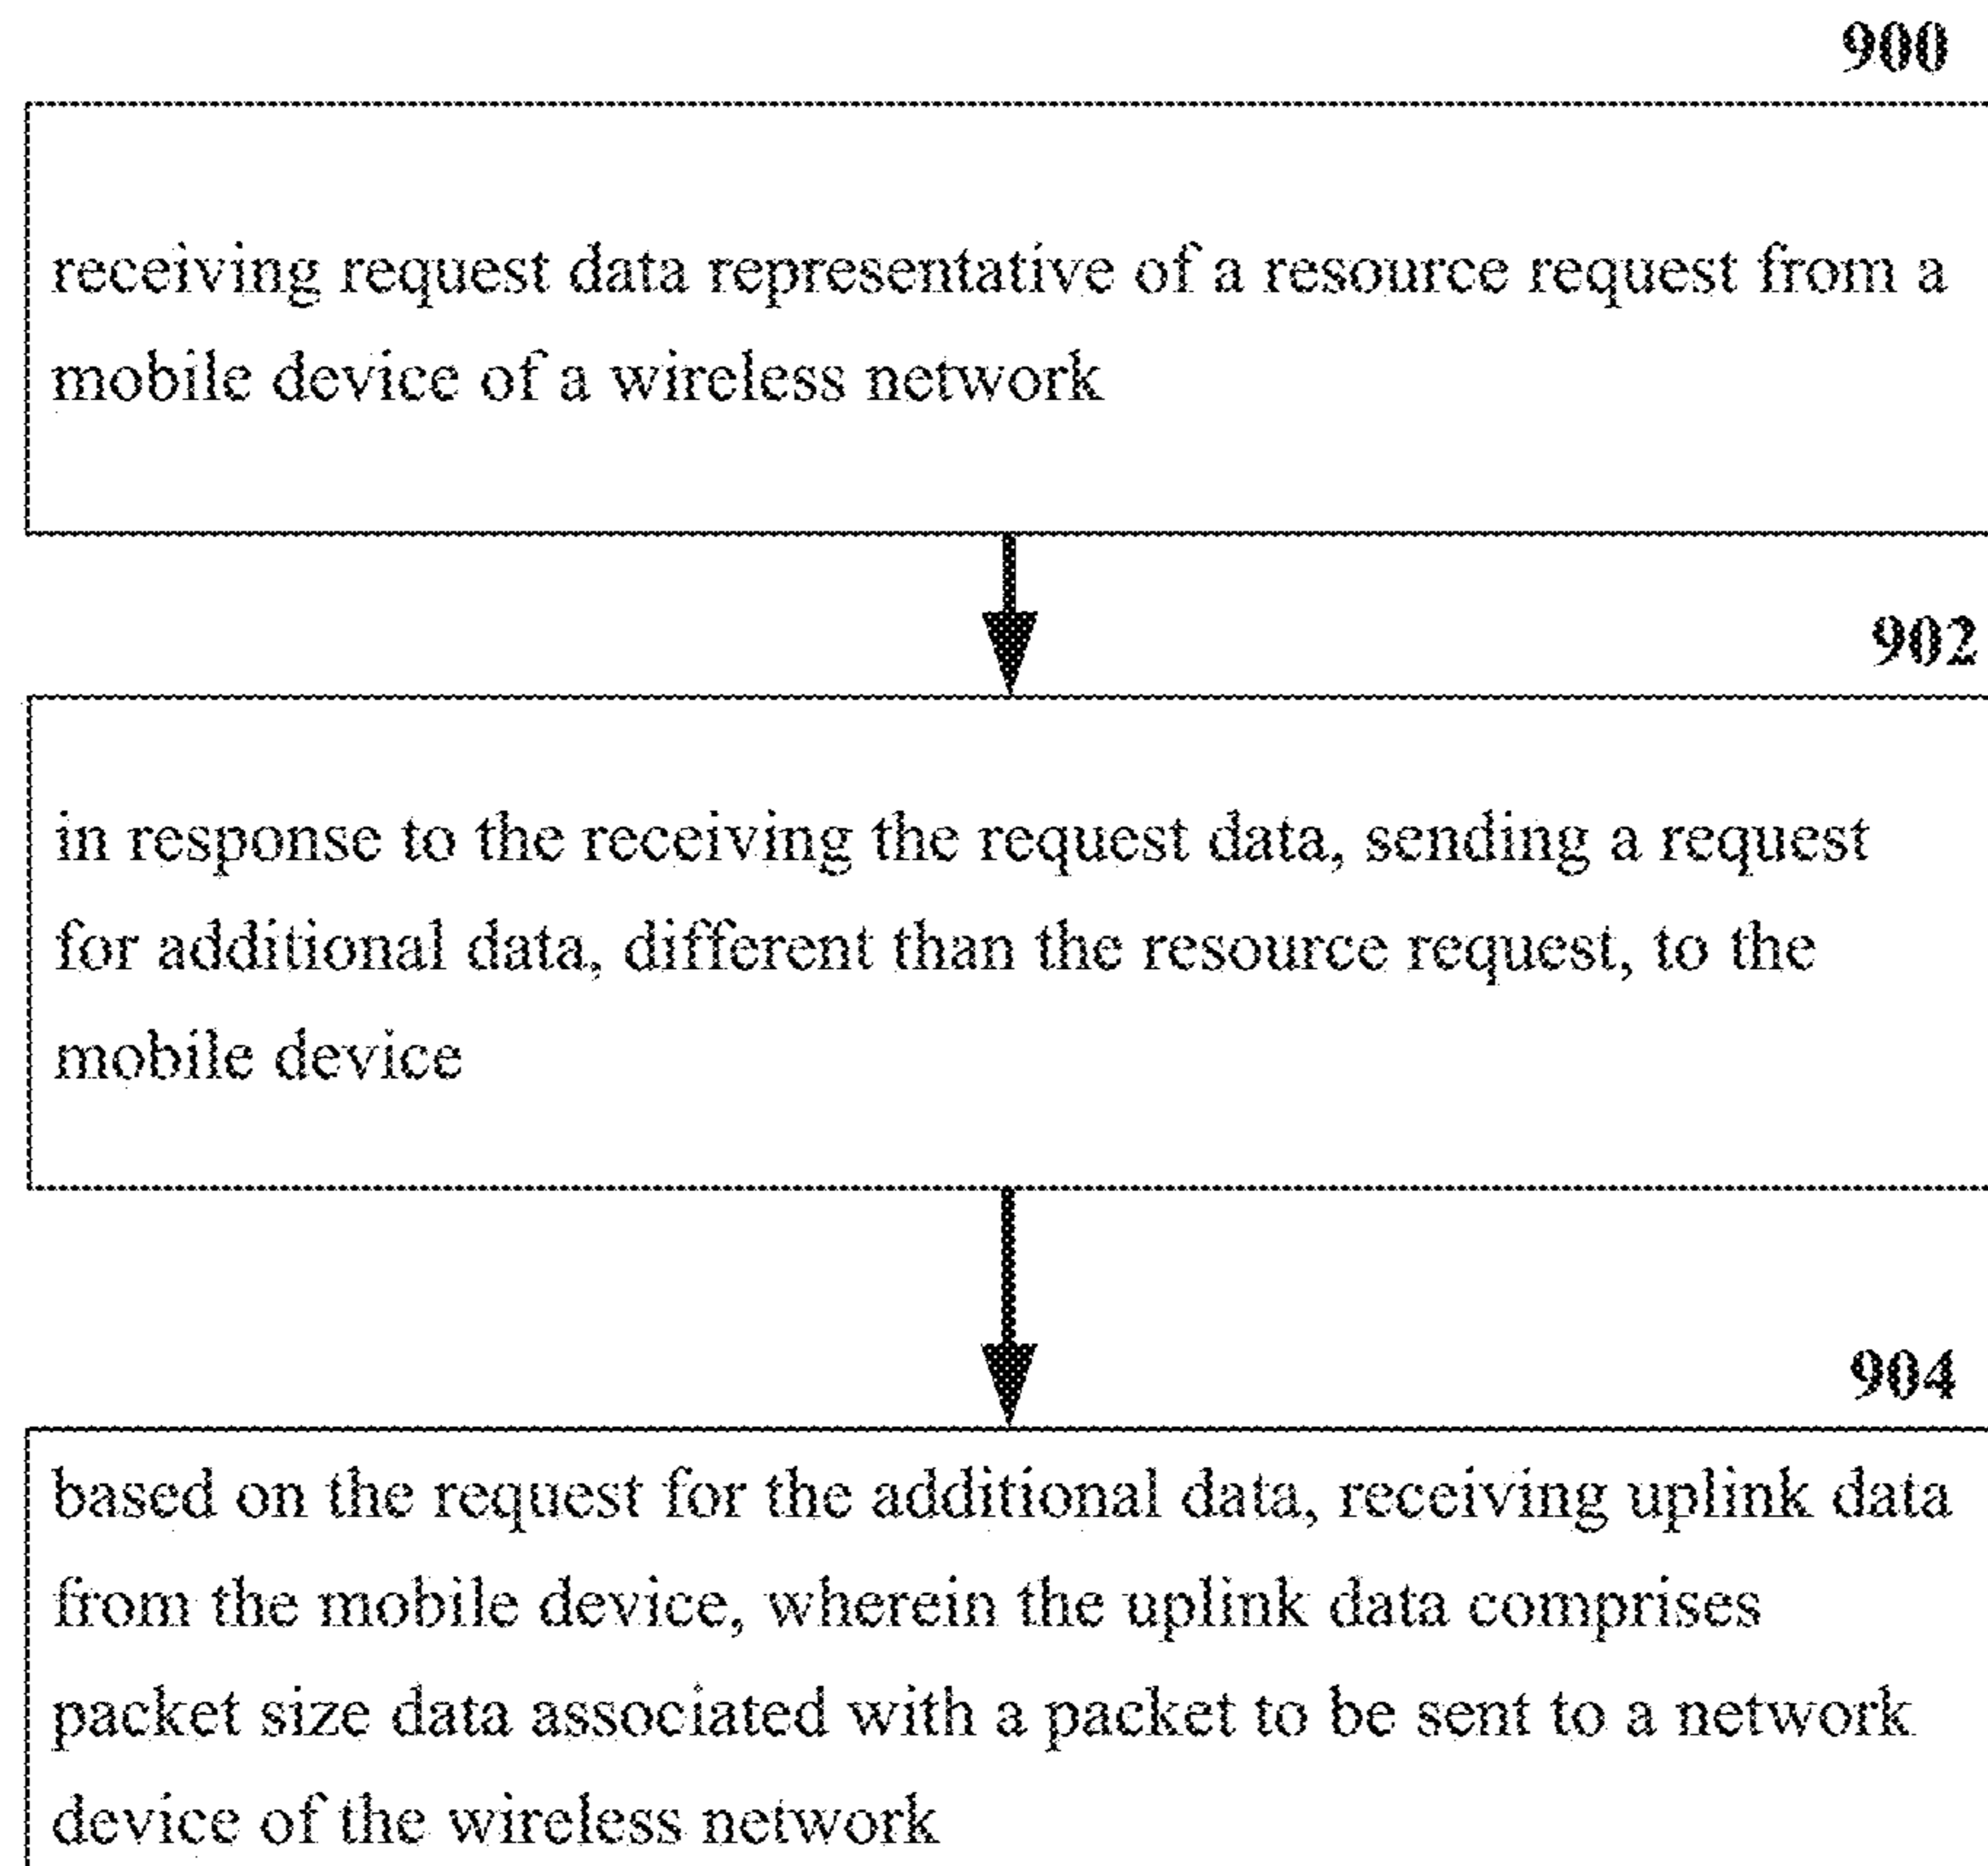 900
receiving request data representative of a resource request from a
mobile device of a wireless network
902
in response to the receiving the request data, sending a request
for additional data, different than the resource request, to the
mobile device
904
based on the request for the additional data, receiving uplink data
from the mobile device, wherein the uplink data comprises
packet size data associated with a packet to be sent to a network
device of the wireless network